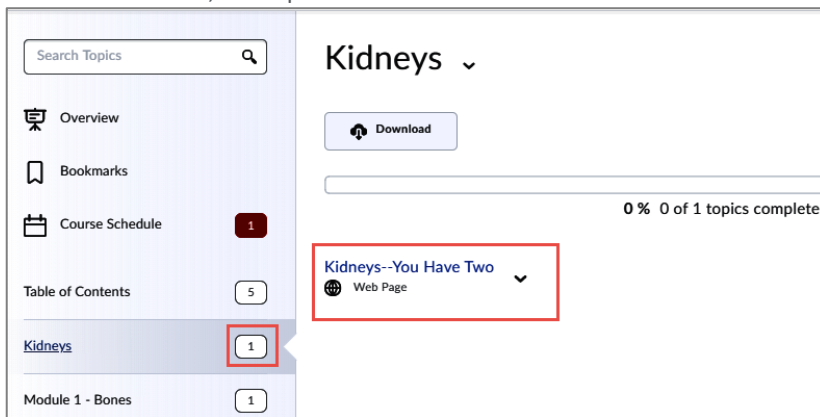 Search Topics
Overview
Bookmarks
Course Schedule 1
Table of Contents 5
Kidneys 1
Module 1 - Bones 1
Kidneys
Download
0 % 0 of 1 topics complete
Kidneys--You Have Two
Web Page